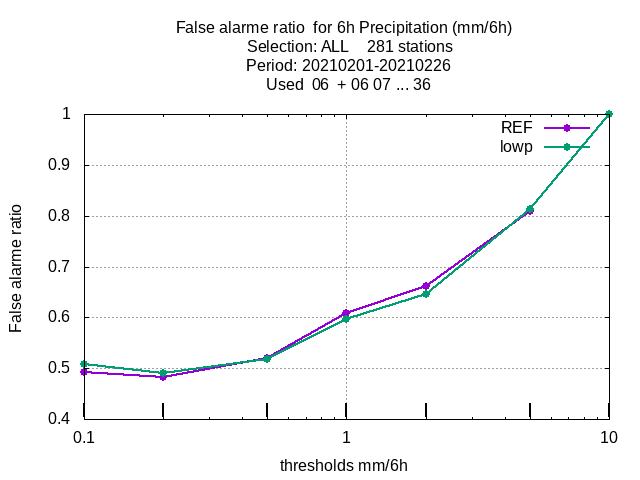 False alarme ratio  for 6h Precipitation (mm/6h)
Selection: ALL    281 stations
Period: 20210201-20210226
Used  06  + 06 07 ... 36
1
0.9
0.8
0.7
0.6
0.5
0.4
False alarme ratio
REF
lowp
0.1
1
10
thresholds mm/6h